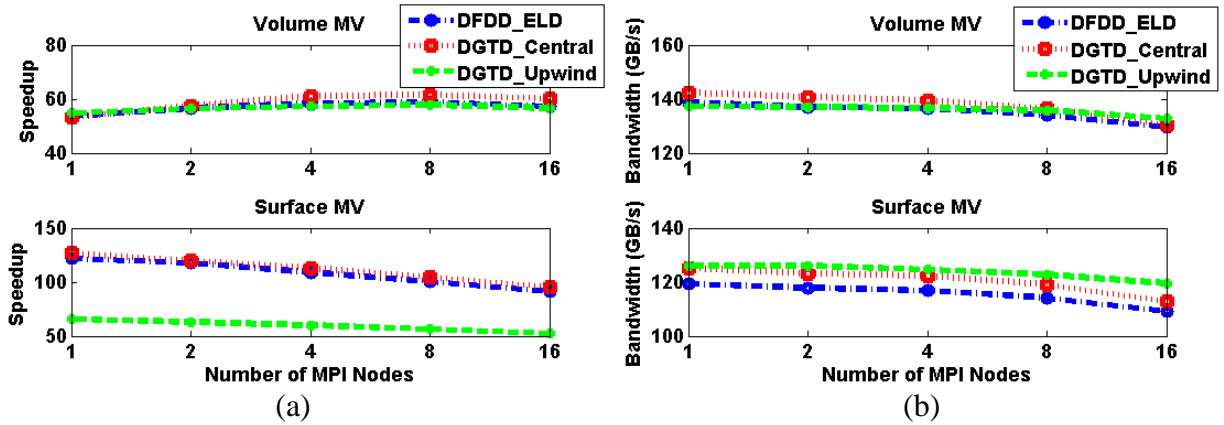 Volume MV
DFDD_ELD
DGTD_Central
DGTD_Upwind
Speedup
80
60
40
1 2 4 8 16
Surface MV
Speedup
150
100
50
1 2 4 8 16
Number of MPI Nodes
(a)
Volume MV
DFDD_ELD
DGTD_Central
DGTD_Upwind
Bandwidth (GB/s)
160
140
120
1 2 4 8 16
Surface MV
Bandwidth (GB/s)
140
120
100
1 2 4 8 16
Number of MPI Nodes
(b)